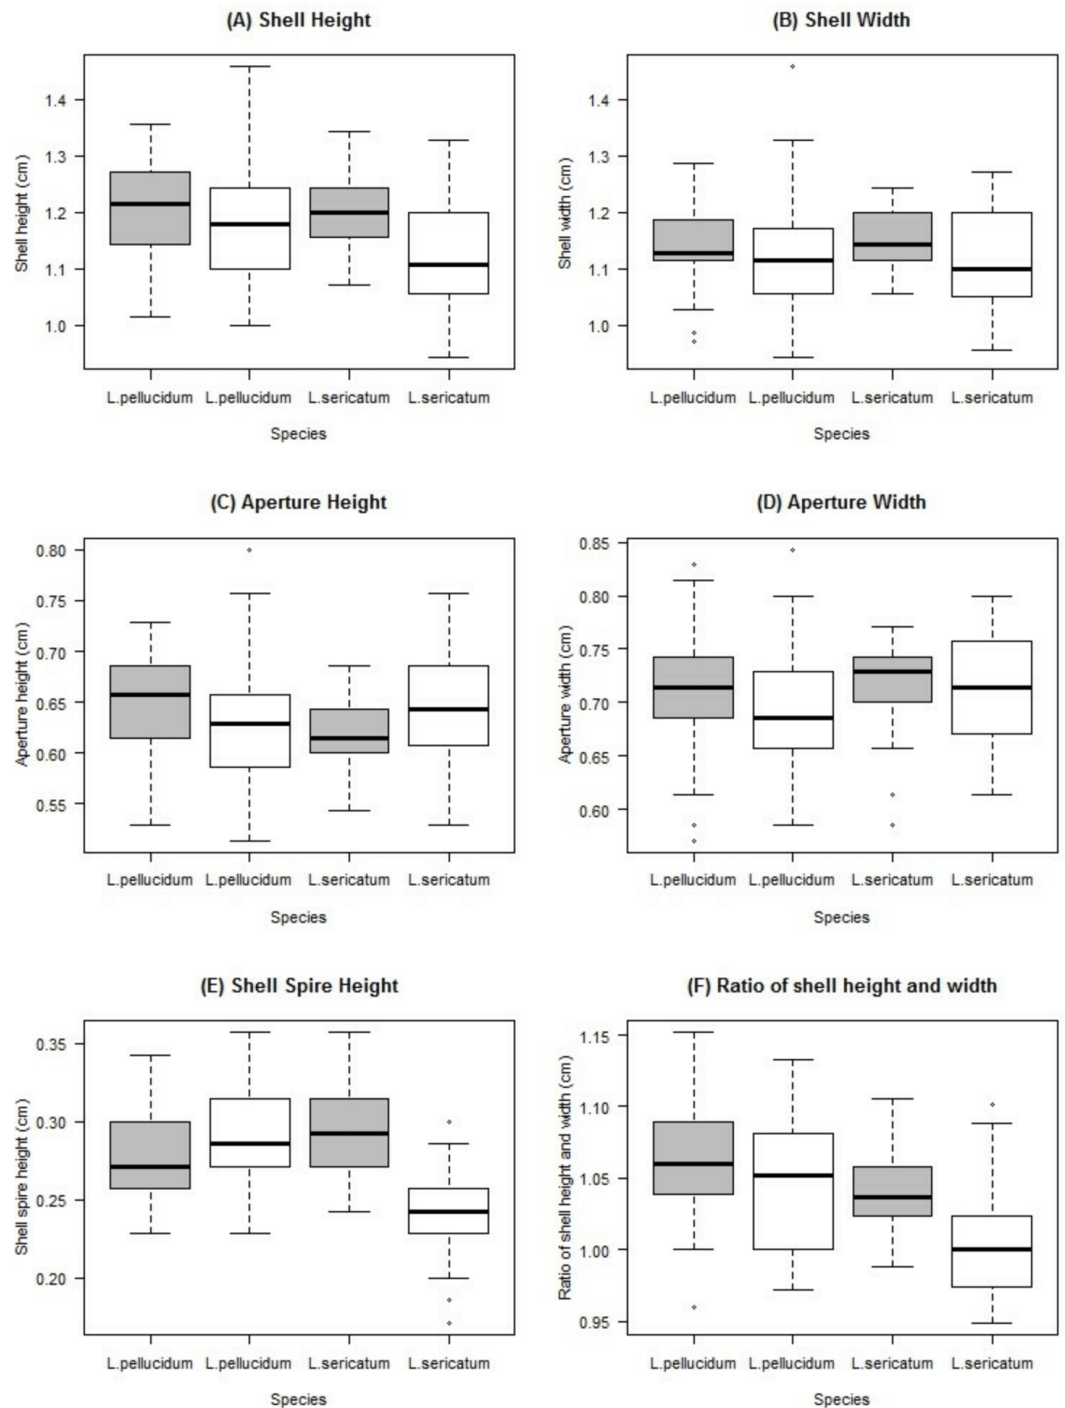 (A) Shell Height
Shell height (cm)
1.4
1.3
1.2
1.1
1.0
L.pellucidum L.pellucidum L.sericatum L.sericatum
Species
(B) Shell Width
Shell width (cm)
1.4
1.3
1.2
1.1
1.0
L.pellucidum L.pellucidum L.sericatum L.sericatum
Species
(C) Aperture Height
Aperture height (cm)
0.80
0.75
0.70
0.65
0.60
0.55
L.pellucidum L.pellucidum L.sericatum L.sericatum
Species
(D) Aperture Width
Aperture width (cm)
0.85
0.80
0.75
0.70
0.65
0.60
L.pellucidum L.pellucidum L.sericatum L.sericatum
Species
(E) Shell Spire Height
Shell spire height (cm)
0.35
0.30
0.25
0.20
L.pellucidum L.pellucidum L.sericatum L.sericatum
Species
(F) Ratio of shell height and width
Ratio of shell height and width (cm)
1.15
1.10
1.05
1.00
0.95
L.pellucidum L.pellucidum L.sericatum L.sericatum
Species